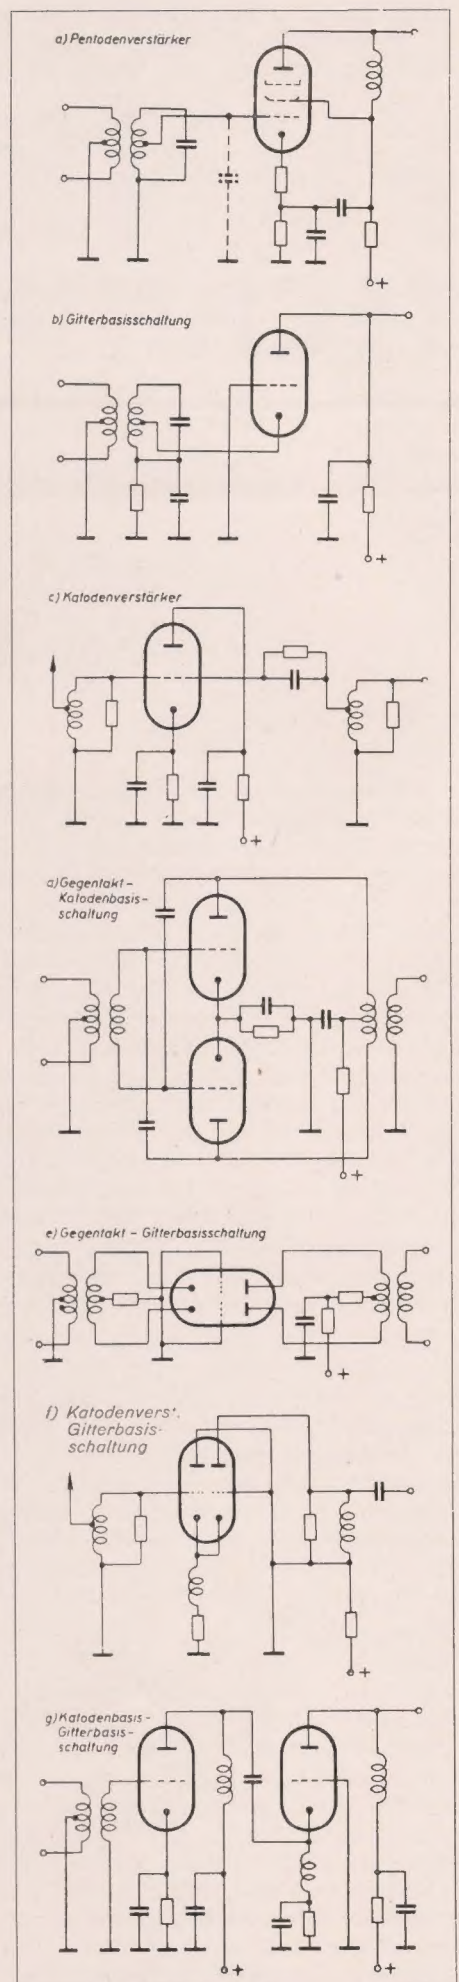 a) Pentodenverstärker
+
b) Gitterbasisschaltung
+
c) Katodenverstärker
+
d) Gegentakt-
Katodenbasis-
schaltung
+
e) Gegentakt - Gitterbasisschaltung
+
f) Katodenverst.
Gitterbasis-
schaltung
+
g) Katodenbasis-
Gitterbasis-
schaltung
+
+